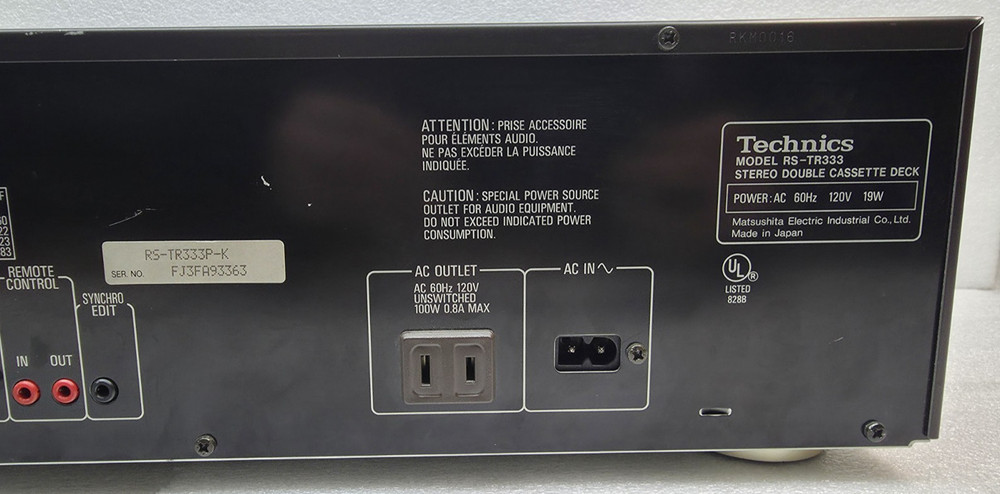 RKM0016
ATTENTION: PRISE ACCESSOIRE
POUR ÉLÉMENTS AUDIO.
NE PAS EXCÉDER LA PUISSANCE
INDIQUÉE.
CAUTION: SPECIAL POWER SOURCE
OUTLET FOR AUDIO EQUIPMENT.
DO NOT EXCEED INDICATED POWER
CONSUMPTION.
Technics
MODEL RS-TR333
STEREO DOUBLE CASSETTE DECK
POWER: AC 60Hz 120V 19W
Matsushita Electric Industrial Co., Ltd.
Made in Japan
UL®
LISTED
828B
RS-TR333P-K
SER. NO. FJ3FA93363
REMOTE
CONTROL
IN OUT
SYNCHRO
EDIT
AC OUTLET
AC 60Hz 120V
UNSWITCHED
100W 0.8A MAX
AC IN ~